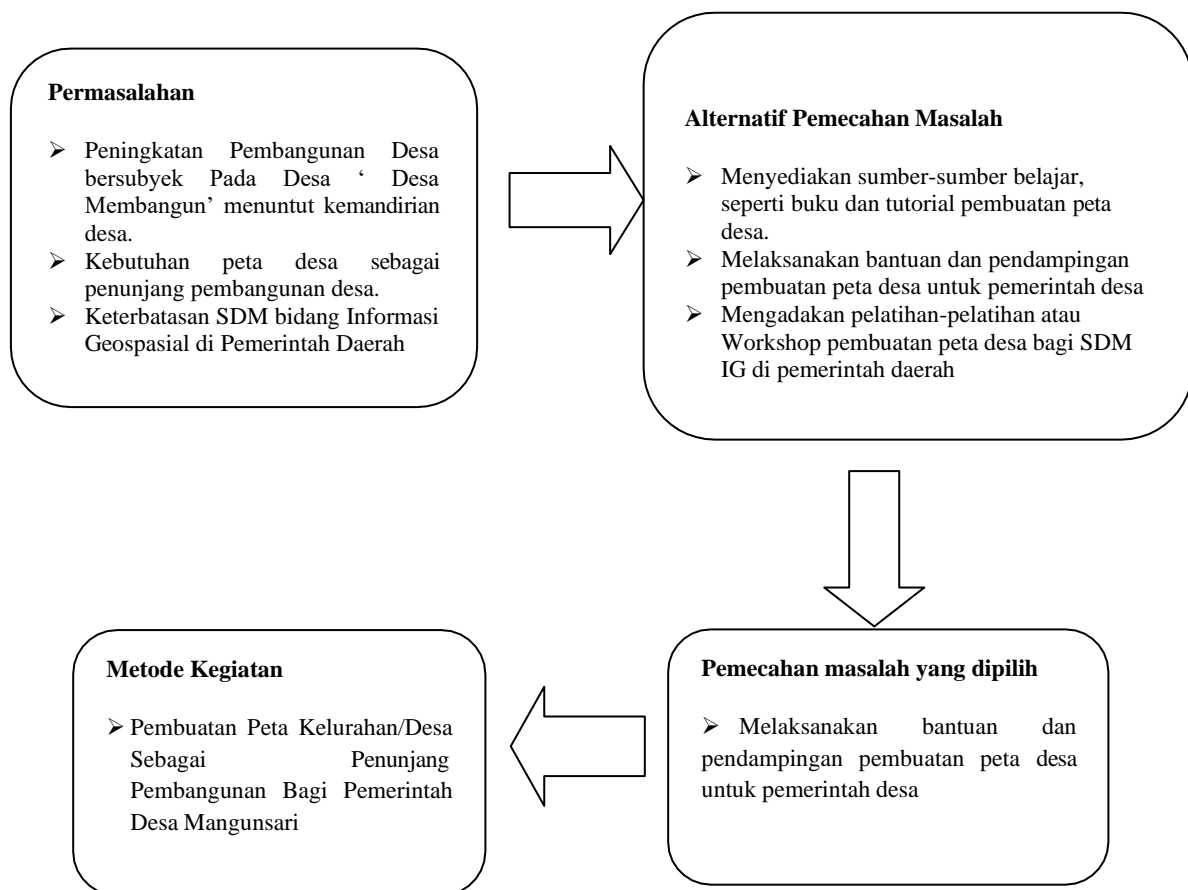 Permasalahan
➢ Peningkatan Pembangunan Desa
bersubyek Pada Desa ‘ Desa
Membangun’ menuntut kemandirian
desa.
➢ Kebutuhan peta desa sebagai
penunjang pembangunan desa.
➢ Keterbatasan SDM bidang Informasi
Geospasial di Pemerintah Daerah
Alternatif Pemecahan Masalah
➢ Menyediakan sumber-sumber belajar,
seperti buku dan tutorial pembuatan peta
desa.
➢ Melaksanakan bantuan dan pendampingan
pembuatan peta desa untuk pemerintah desa
➢ Mengadakan pelatihan-pelatihan atau
Workshop pembuatan peta desa bagi SDM
IG di pemerintah daerah
Pemecahan masalah yang dipilih
➢ Melaksanakan bantuan dan
pendampingan pembuatan peta desa
untuk pemerintah desa
Metode Kegiatan
➢ Pembuatan Peta Kelurahan/Desa
Sebagai Penunjang
Pembangunan Bagi Pemerintah
Desa Mangunsari